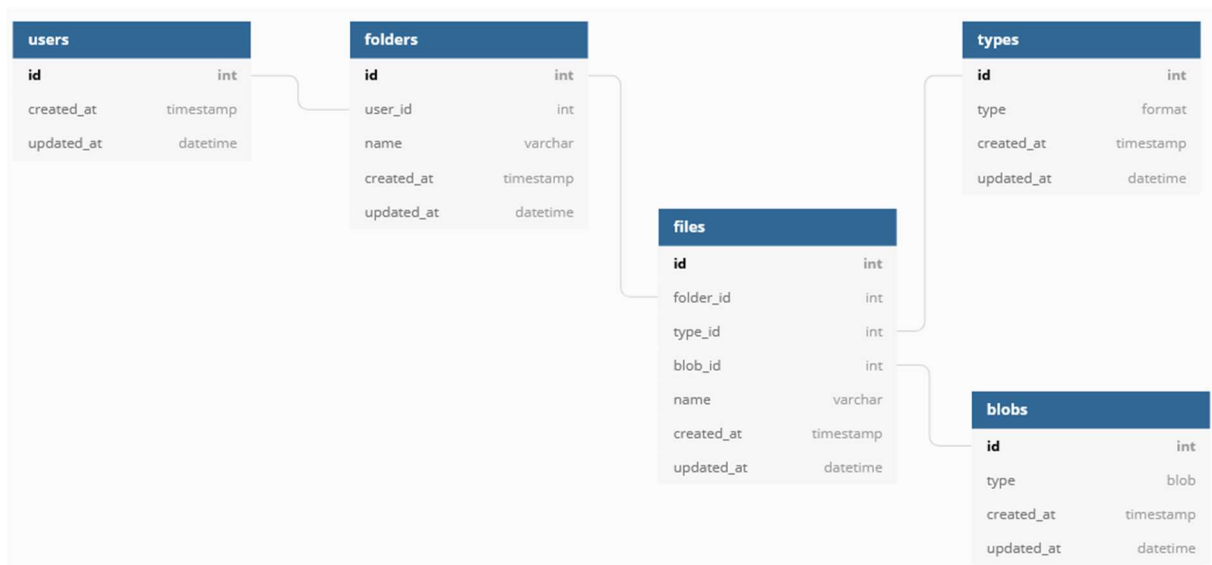 users
id int
created_at timestamp
updated_at datetime
folders
id int
user_id int
name varchar
created_at timestamp
updated_at datetime
types
id int
type format
created_at timestamp
updated_at datetime
files
id int
folder_id int
type_id int
blob_id int
name varchar
created_at timestamp
updated_at datetime
blobs
id int
type blob
created_at timestamp
updated_at datetime